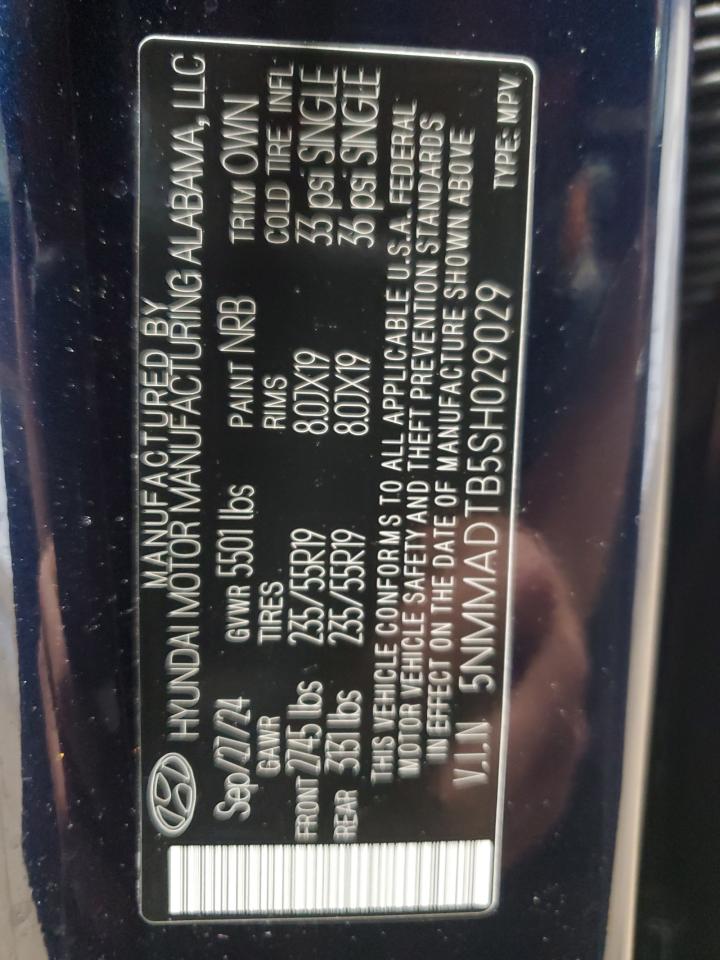 MANUFACTURED BY
HYUNDAI MOTOR MANUFACTURING ALABAMA, LLC
Sep/27/24 GVWR 5501 lbs PAINT NRB TRIM OWN
GAWR TIRES RIMS COLD TIRE INFL
FRONT 2745 lbs 235/55R19 8.0JX19 33 psi SINGLE
REAR 3131 lbs 235/55R19 8.0JX19 36 psi SINGLE
THIS VEHICLE CONFORMS TO ALL APPLICABLE U.S.A. FEDERAL
MOTOR VEHICLE SAFETY AND THEFT PREVENTION STANDARDS
IN EFFECT ON THE DATE OF MANUFACTURE SHOWN ABOVE
V.I.N 5NMMADTB5SH029029 TYPE: MPV